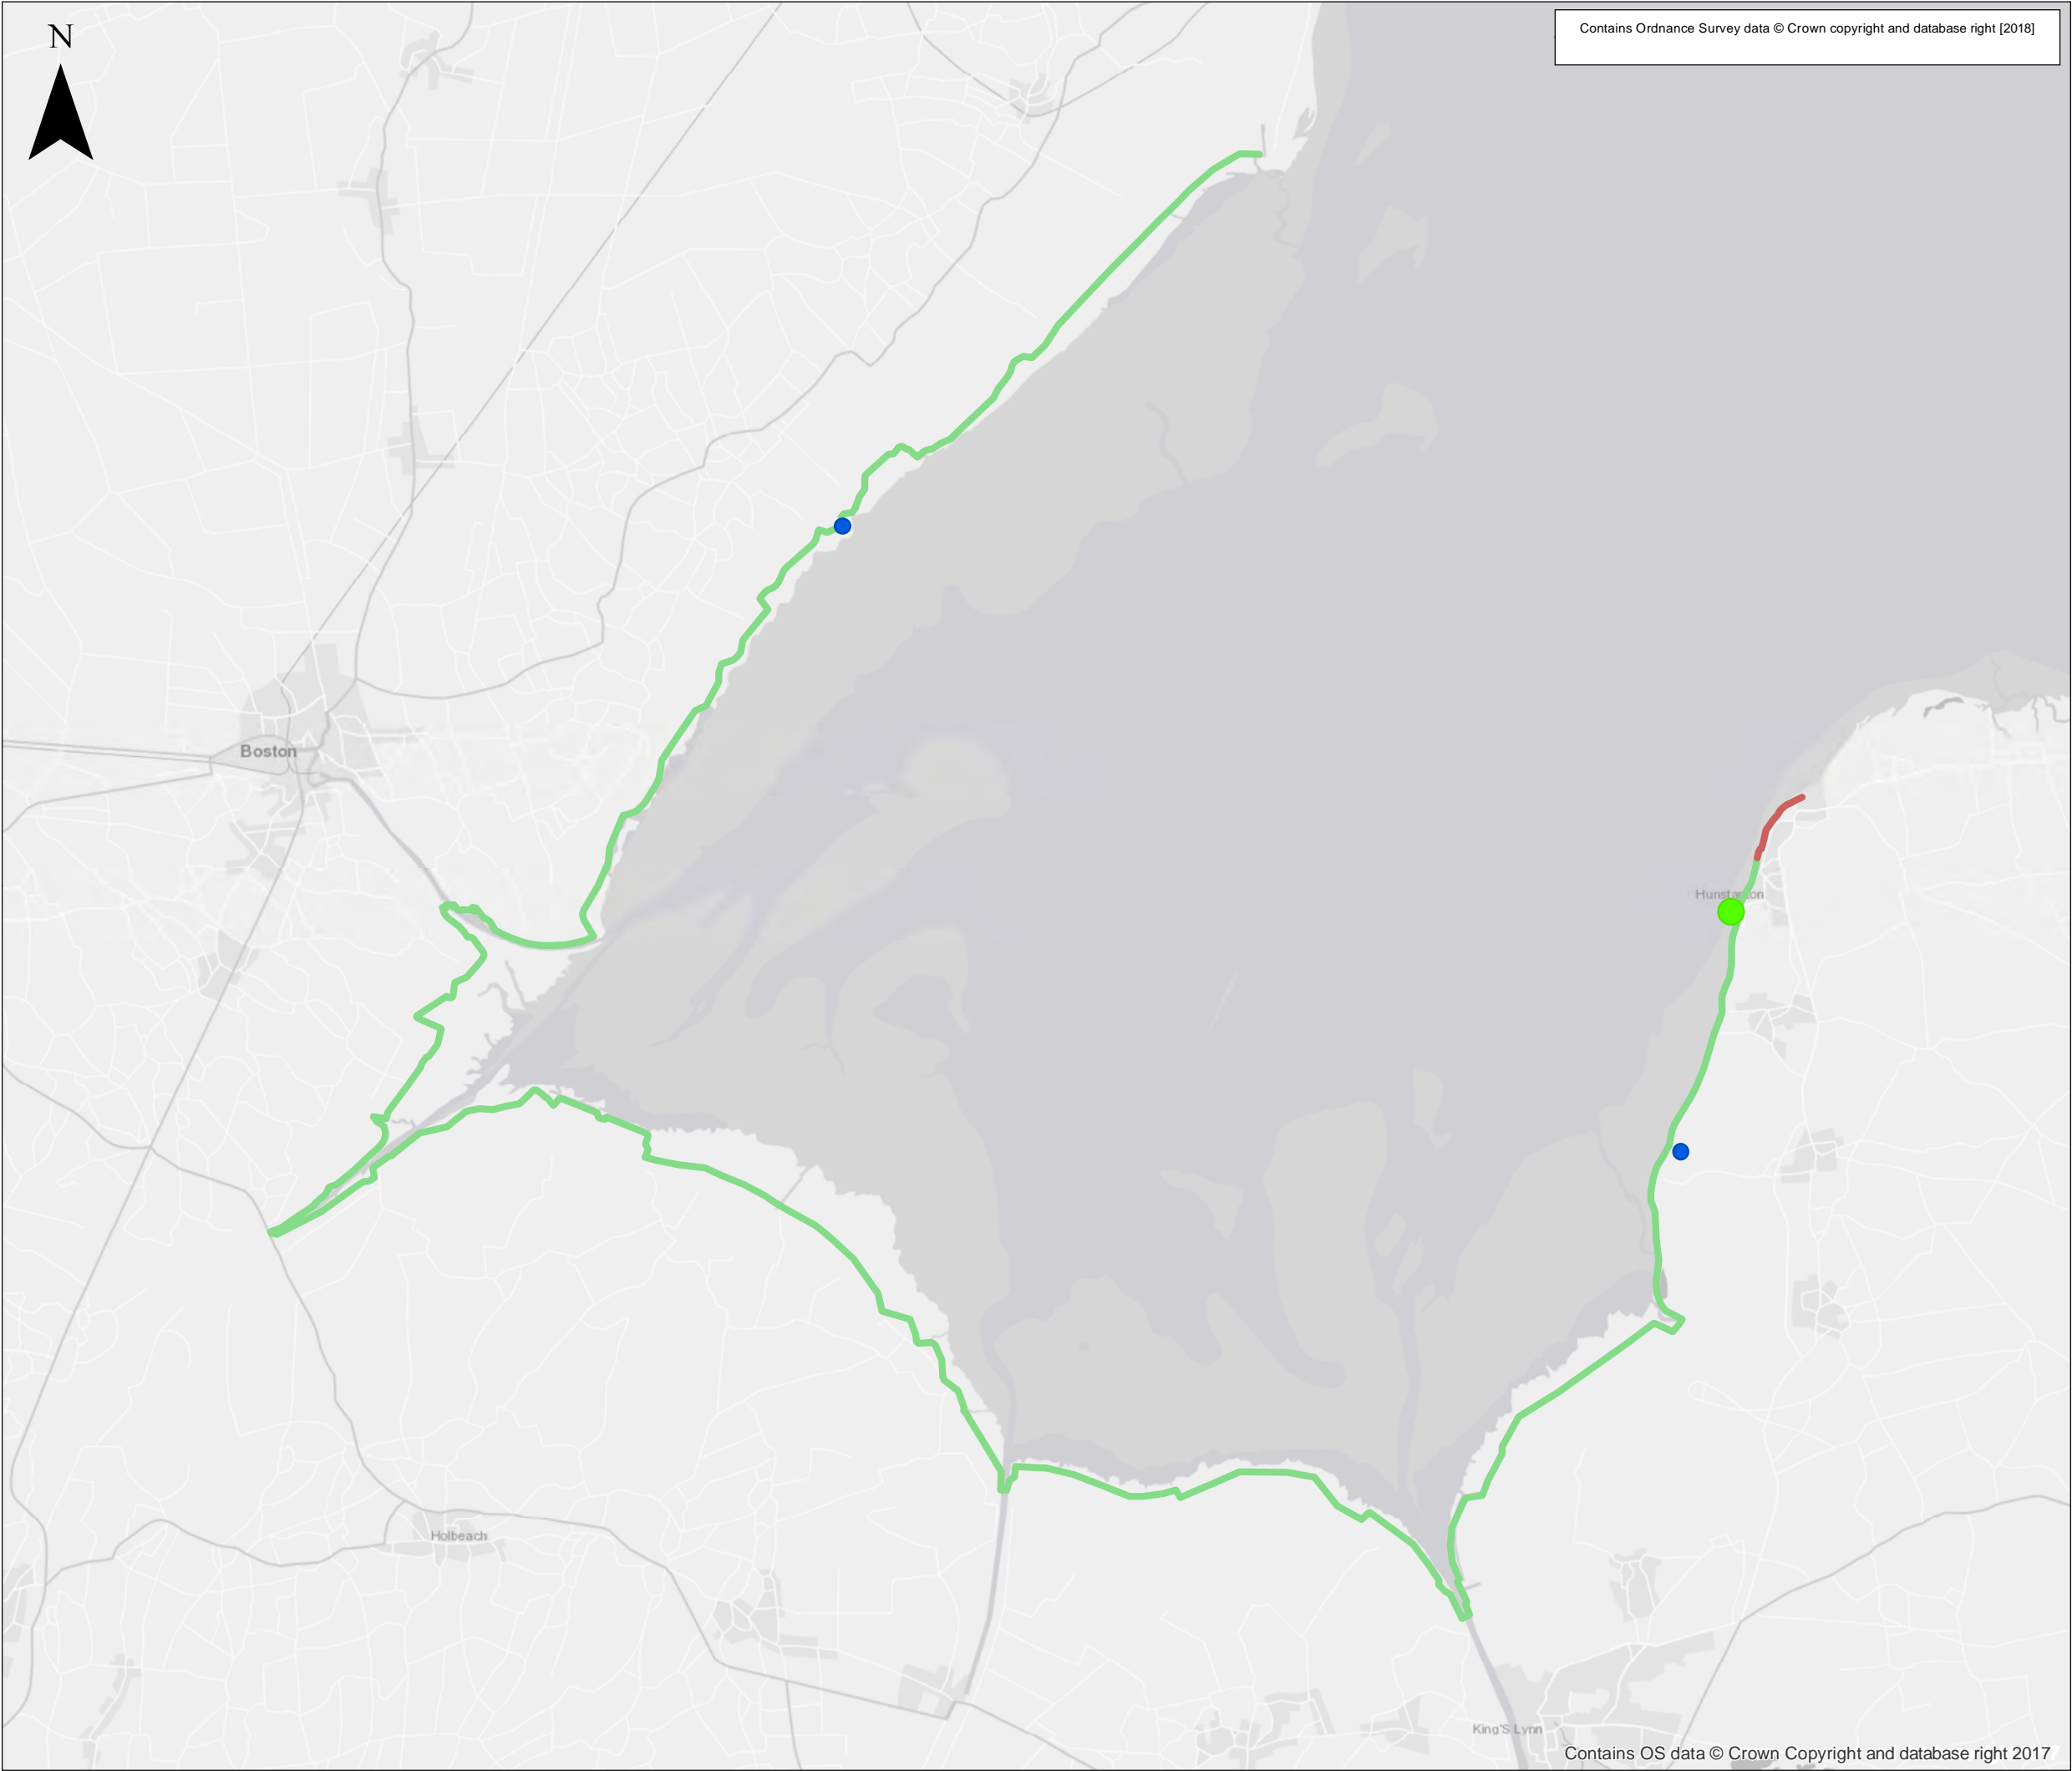 N
Contains Ordnance Survey data © Crown copyright and database right [2018]
Boston
Hunstanton
Holbeach
King'S Lynn
Contains OS data © Crown Copyright and database right 2017